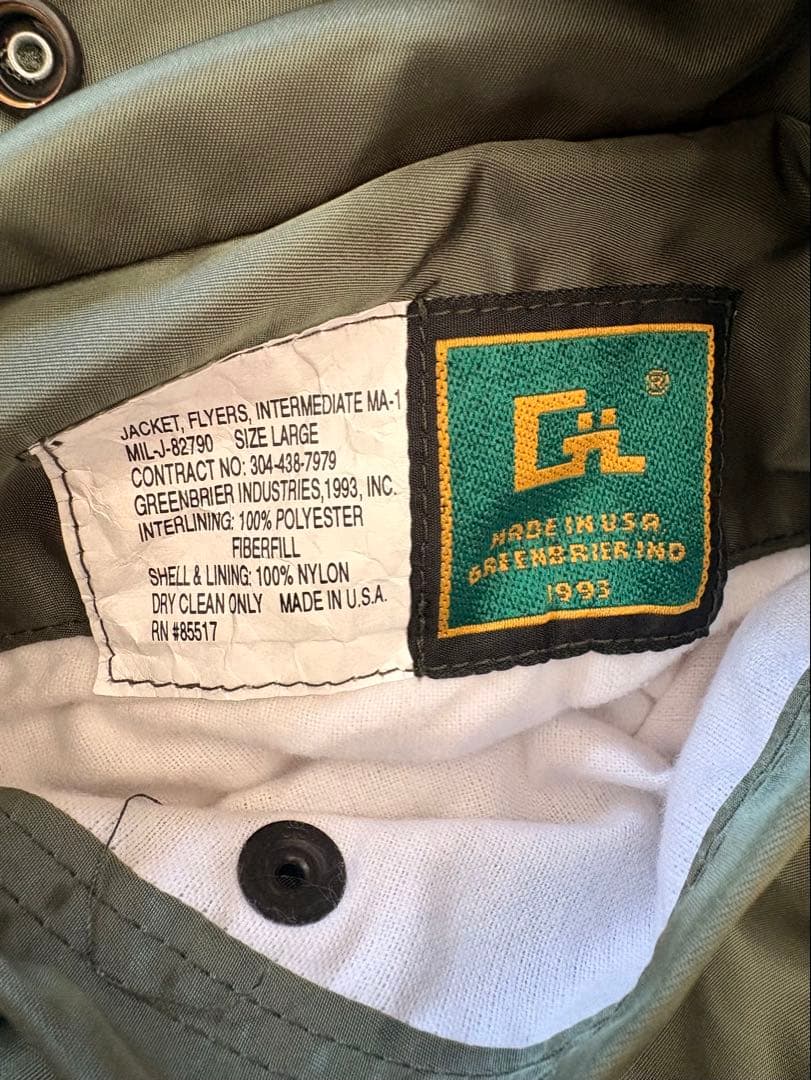 JACKET, FLYERS, INTERMEDIATE MA-1
MIL-J-82790 SIZE LARGE
CONTRACT NO: 304-438-7979
GREENBRIER INDUSTRIES,1993, INC.
INTERLINING: 100% POLYESTER
FIBERFILL
SHELL & LINING: 100% NYLON
DRY CLEAN ONLY MADE IN U.S.A.
RN #85517
®
GiL
MADE IN USA
GREENBRIER IND
1993